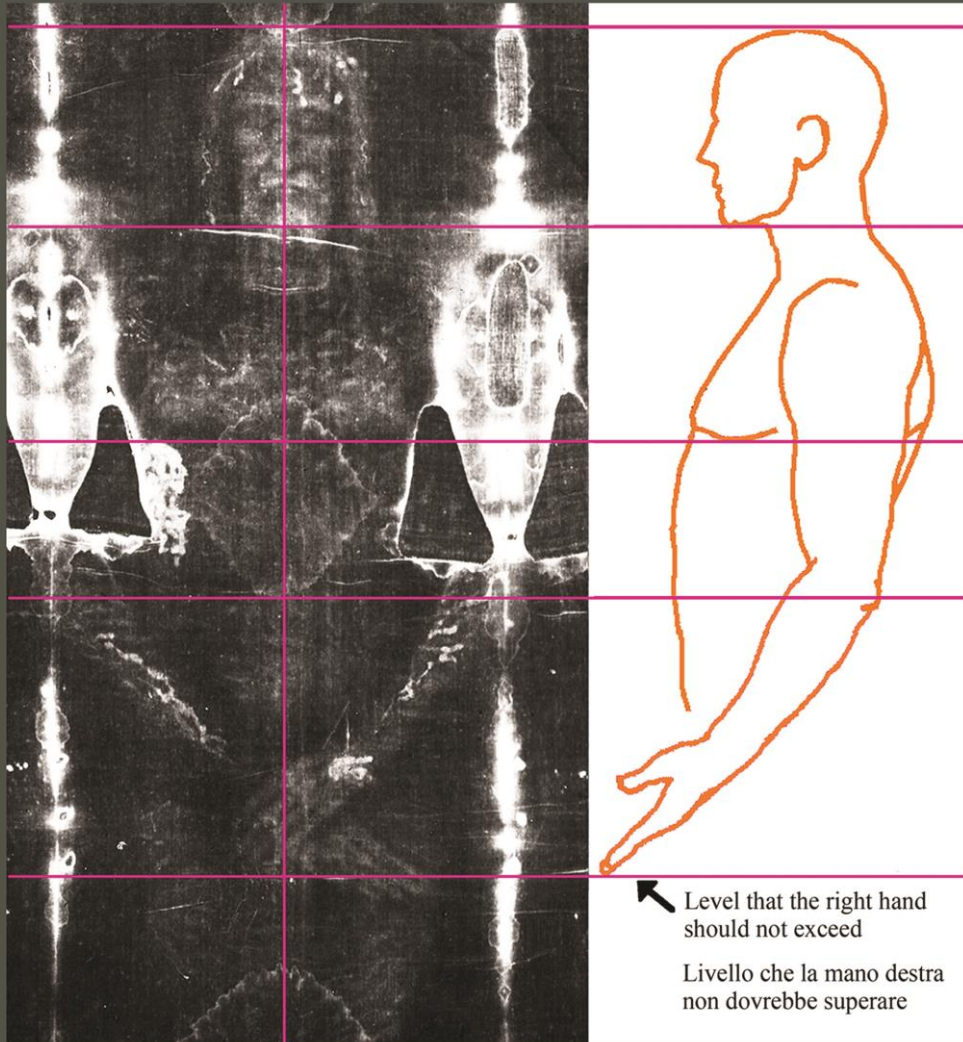 Level that the right hand
should not exceed
Livello che la mano destra
non dovrebbe superare